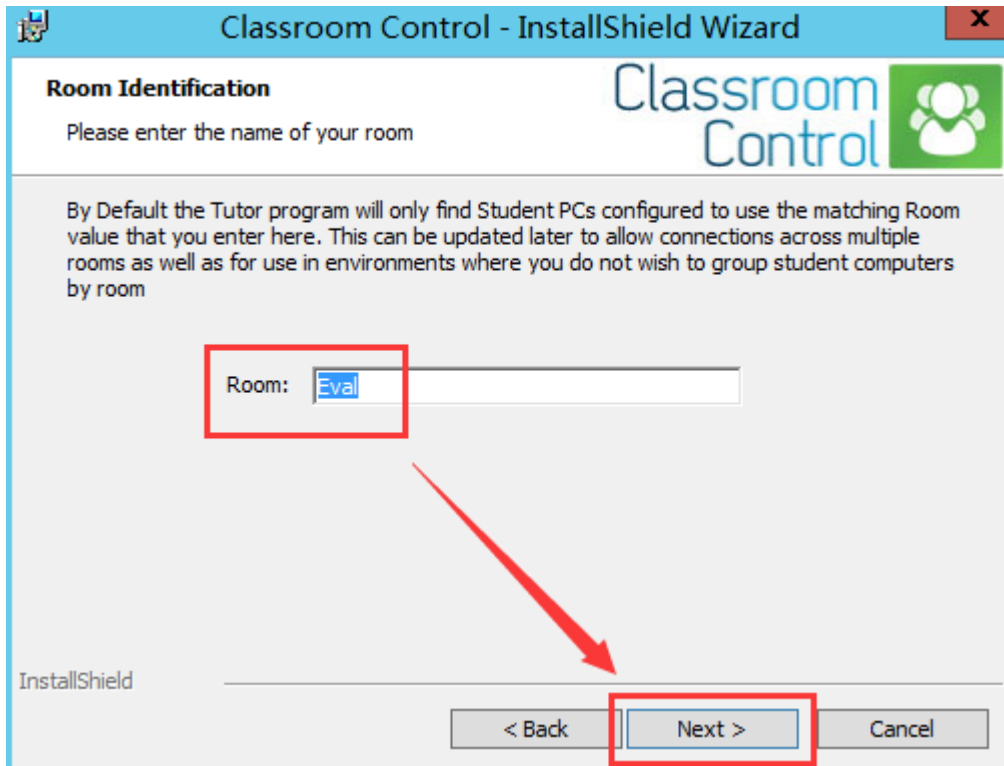 Classroom Control - InstallShield Wizard
x
Room Identification
Please enter the name of your room
Classroom
Control
By Default the Tutor program will only find Student PCs configured to use the matching Room
value that you enter here. This can be updated later to allow connections across multiple
rooms as well as for use in environments where you do not wish to group student computers
by room
Room: Eval
InstallShield
< Back Next > Cancel